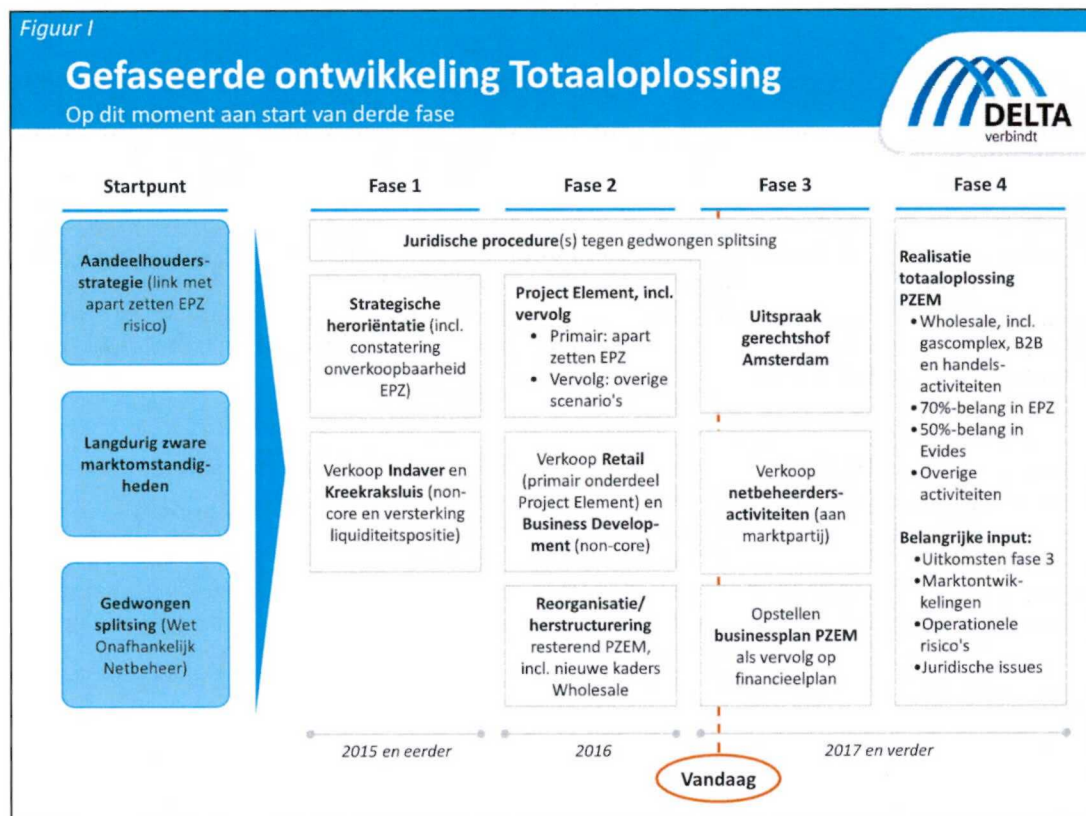 Figuur I
Gefaseerde ontwikkeling Totaaloplossing
Op dit moment aan start van derde fase
DELTA
verbindt
Startpunt
Fase 1
Fase 2
Fase 3
Fase 4
Aandeelhouders-
strategie (link met
apart zetten EPZ
risico)
Langdurig zware
marktomstandig-
heden
Gedwongen
splitsing (Wet
Onafhankelijk
Netbeheer)
Juridische procedure(s) tegen gedwongen splitsing
Strategische
heroriëntatie (incl.
constatering
onverkoopbaarheid
EPZ)
Verkoop Indaver en
Kreekraksluis (non-
core en versterking
liquiditeitspositie)
Project Element, incl.
vervolg
• Primair: apart
zetten EPZ
• Vervolg: overige
scenario's
Verkoop Retail
(primair onderdeel
Project Element) en
Business Develop-
ment (non-core)
Reorganisatie/
herstructurering
resterend PZEM,
incl. nieuwe kaders
Wholesale
Uitspraak
gerechtshof
Amsterdam
Verkoop
netbeheerders-
activiteiten (aan
marktpartij)
Opstellen
businessplan PZEM
als vervolg op
financieelplan
Realisatie
totaaloplossing
PZEM
•Wholesale, incl.
gascomplex, B2B
en handels-
activiteiten
•70%-belang in EPZ
•50%-belang in
Evides
•Overige
activiteiten
Belangrijke input:
•Uitkomsten fase 3
•Marktontwik-
kelingen
•Operationele
risico's
•Juridische issues
2015 en eerder
2016
2017 en verder
Vandaag